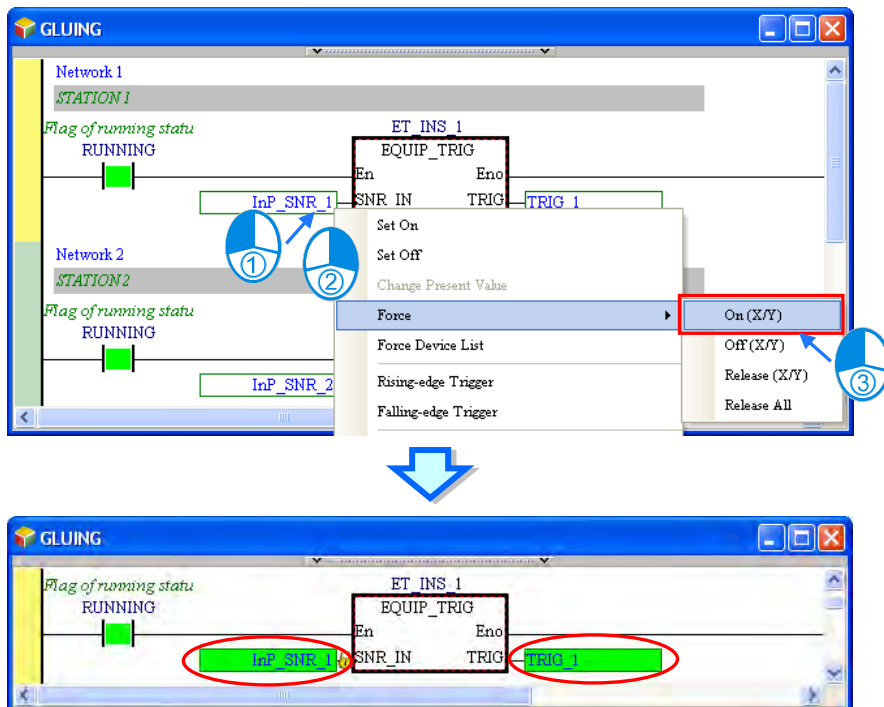 GLUING
Network 1
STATION 1
Flag of running statu
RUNNING
ET_INS_1
EQUIP_TRIG
En Eno
InP_SNR_1 SNR_IN TRIG TRIG_1
① ②
Set On
Set Off
Change Present Value
Force
Force Device List
Rising-edge Trigger
Falling-edge Trigger
On (X/Y)
Off (X/Y)
Release (X/Y)
Release All
③
Network 2
STATION 2
Flag of running statu
RUNNING
InP_SNR_2
GLUING
Flag of running statu
RUNNING
ET_INS_1
EQUIP_TRIG
En Eno
InP_SNR_1 SNR_IN TRIG TRIG_1